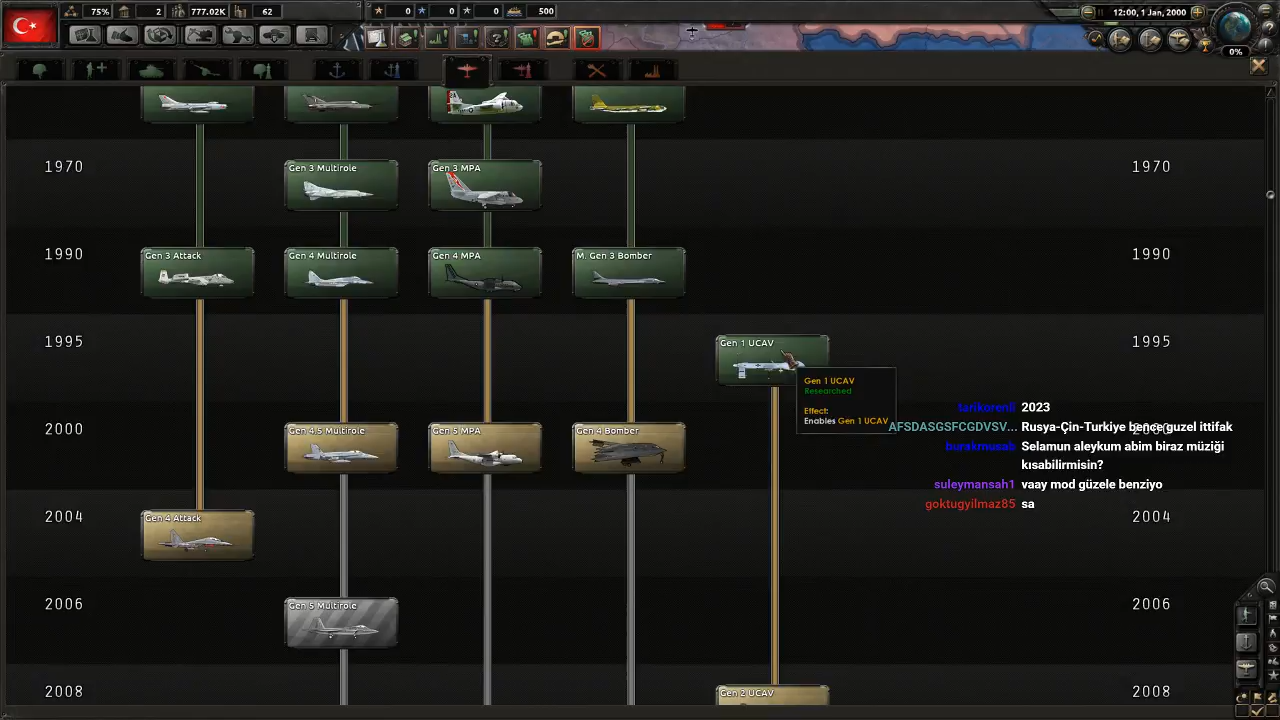 75%
2
777.02K
62
0
0
0
500
12:00, 1 Jan, 2000
0%
1970
Gen 3 Multirole
Gen 3 MPA
1970
1990
Gen 3 Attack
Gen 4 Multirole
Gen 4 MPA
M. Gen 3 Bomber
1990
1995
Gen 1 UCAV
1995
Gen 1 UCAV
Researched
Effect:
Enables Gen 1 UCAV
2000
Gen 4.5 Multirole
Gen 5 MPA
Gen 4 Bomber
tarikorenli 2023
AFSDASGSFCGDVSV... Rusya-Çin-Turkiye bençe guzel ittifak
burakmusab Selamun aleykum abim biraz müziği
kısabilirmisin?
suleymansah1 vaay mod güzele benziyo
goktugyilmaz85 sa
2004
Gen 4 Attack
2004
2006
Gen 5 Multirole
2006
2008
Gen 2 UCAV
2008